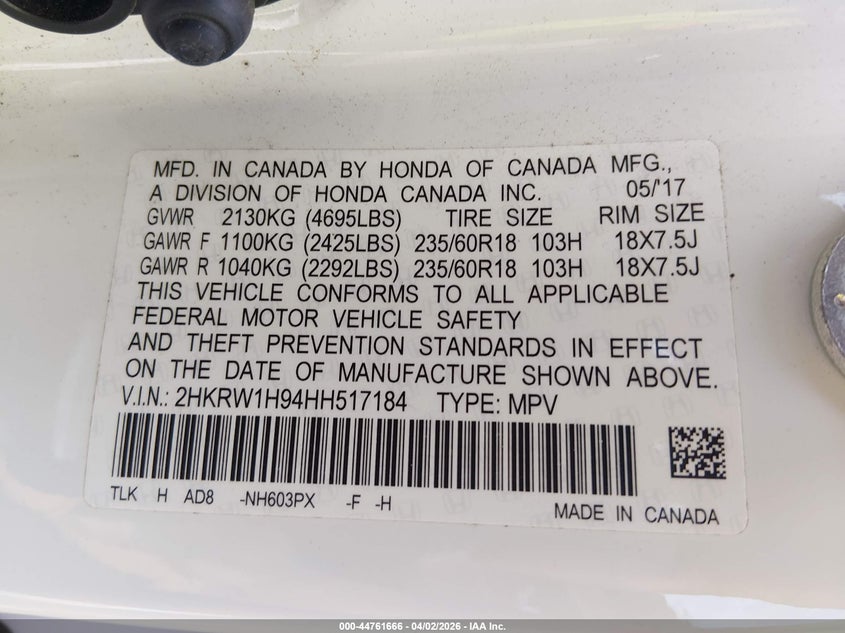 MFD. IN CANADA BY HONDA OF CANADA MFG.,
A DIVISION OF HONDA CANADA INC. 05/'17
GVWR 2130KG (4695LBS) TIRE SIZE RIM SIZE
GAWR F 1100KG (2425LBS) 235/60R18 103H 18X7.5J
GAWR R 1040KG (2292LBS) 235/60R18 103H 18X7.5J
THIS VEHICLE CONFORMS TO ALL APPLICABLE
FEDERAL MOTOR VEHICLE SAFETY
AND THEFT PREVENTION STANDARDS IN EFFECT
ON THE DATE OF MANUFACTURE SHOWN ABOVE.
V.I.N.: 2HKRW1H94HH517184 TYPE: MPV
TLK H AD8 -NH603PX -F -H
MADE IN CANADA
000-44761666 - 04/02/2026 - IAA Inc.